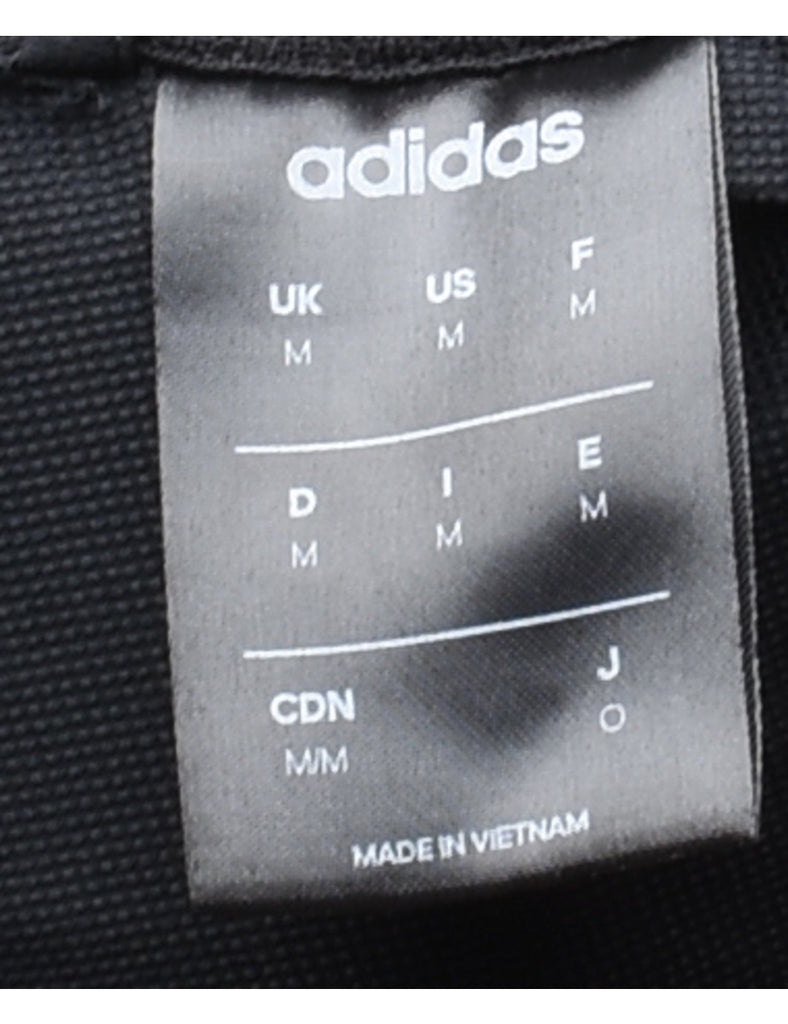 adidas
UK US F
M M M
D I E
M M M
CDN J
M/M O
MADE IN VIETNAM